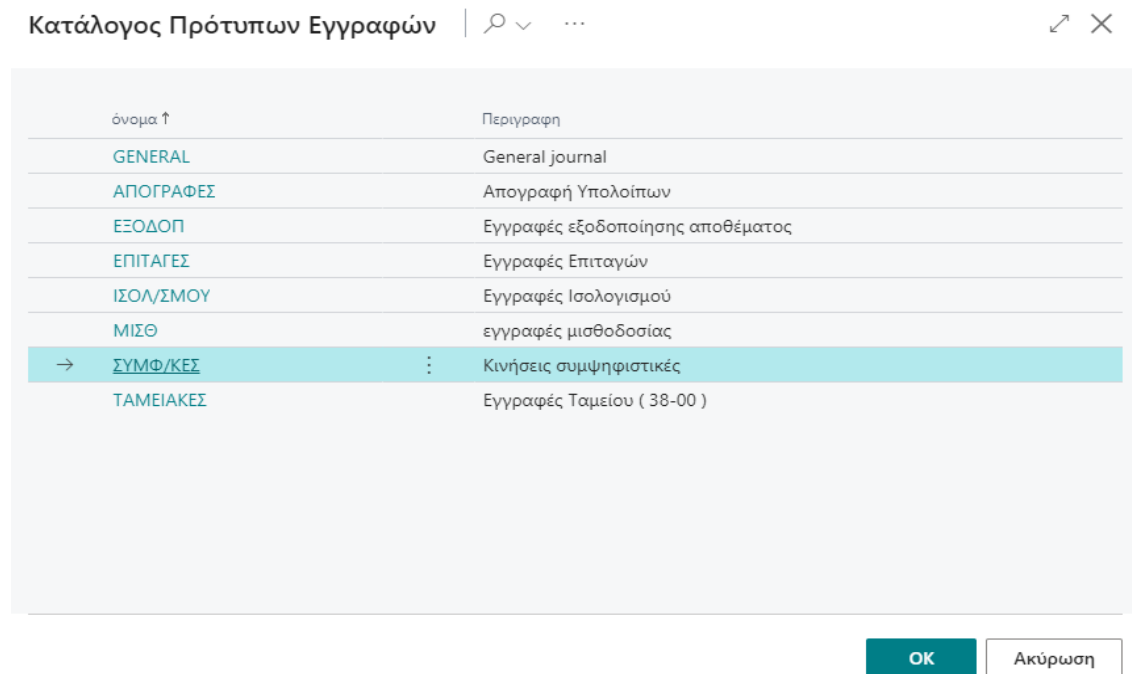 Κατάλογος Πρότυπων Εγγραφών
όνομα ↑ Περιγραφη
GENERAL General journal
ΑΠΟΓΡΑΦΕΣ Απογραφή Υπολοίπων
ΕΞΟΔΟΠ Εγγραφές εξοδοποίησης αποθέματος
ΕΠΙΤΑΓΕΣ Εγγραφές Επιταγών
ΙΣΟΛ/ΣΜΟΥ Εγγραφές Ισολογισμού
ΜΙΣΘ εγγραφές μισθοδοσίας
ΣΥΜΦ/ΚΕΣ Κινήσεις συμψηφιστικές
ΤΑΜΕΙΑΚΕΣ Εγγραφές Ταμείου ( 38-00 )
OK Ακύρωση